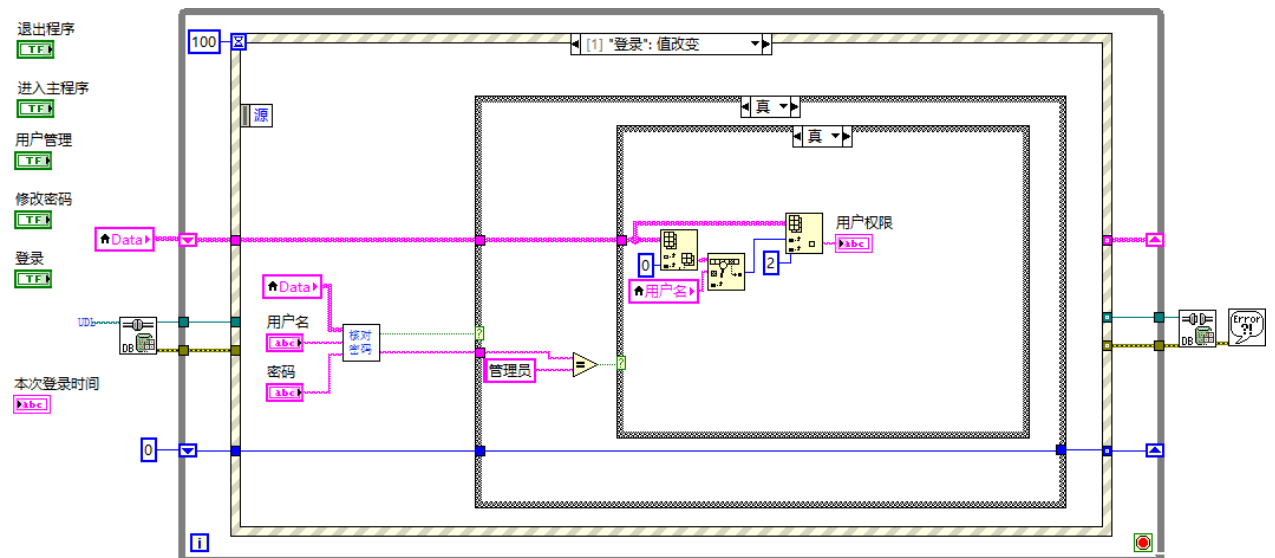 退出程序
TF
进入主程序
TF
用户管理
TF
修改密码
TF
登录
TF
本次登录时间
abc
100
[1] "登录": 值改变
源
真
真
Data
Data
用户名
abc
密码
abc
核对
密码
管理员
=
?
?
0
用户名
2
用户权限
abc
UDL
DB
0
i
DB
Error
?!